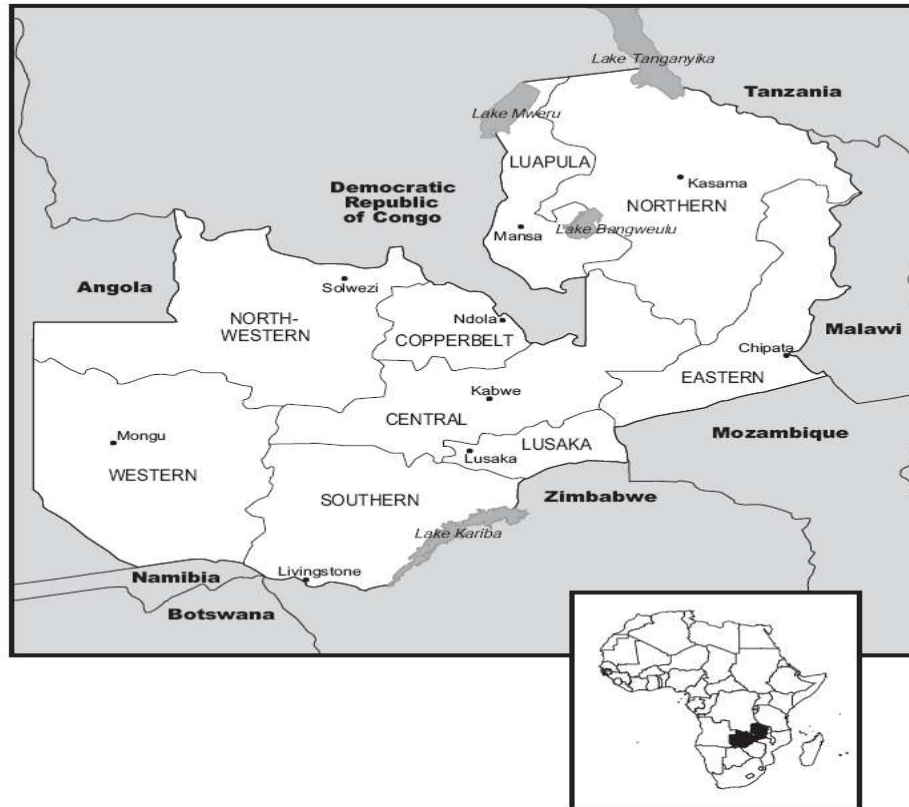 Lake Tanganyika
Tanzania
Lake Mweru
LUAPULA
Democratic
Republic
of Congo
Kasama
NORTHERN
Mansa
Lake Bangweulu
Angola
Solwezi
NORTH-
WESTERN
Ndola
COPPERBELT
Malawi
Chipata
EASTERN
Kabwe
CENTRAL
Mongu
WESTERN
Lusaka
LUSAKA
Mozambique
SOUTHERN
Zimbabwe
Lake Kariba
Livingstone
Namibia
Botswana